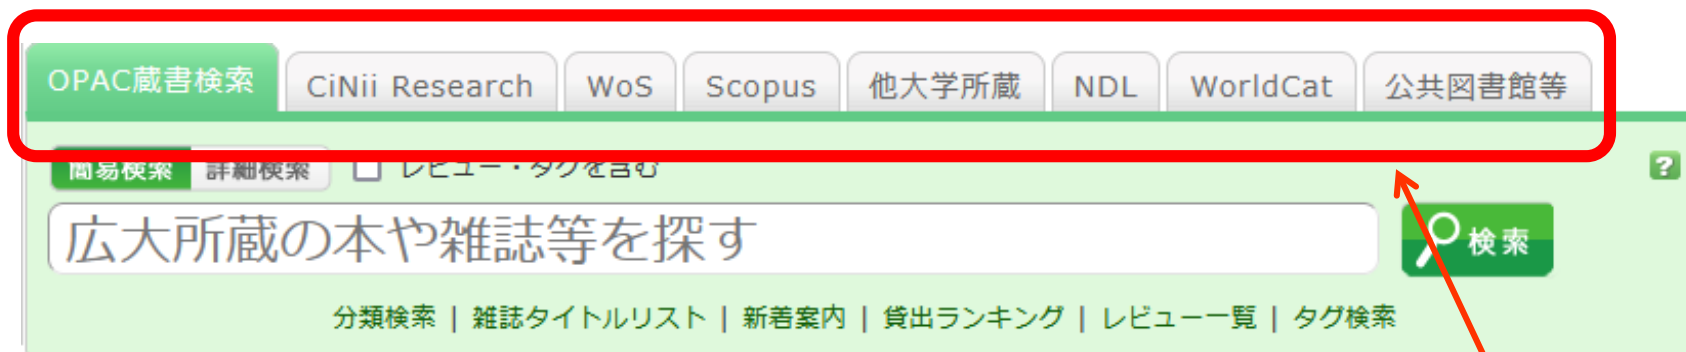 OPAC蔵書検索 CiNii Research WoS Scopus 他大学所蔵 NDL WorldCat 公共図書館等
簡易検索 詳細検索 レビュー・タグを含む ?
広大所蔵の本や雑誌等を探す 検索
分類検索 | 雑誌タイトルリスト | 新着案内 | 貸出ランキング | レビュー一覧 | タグ検索